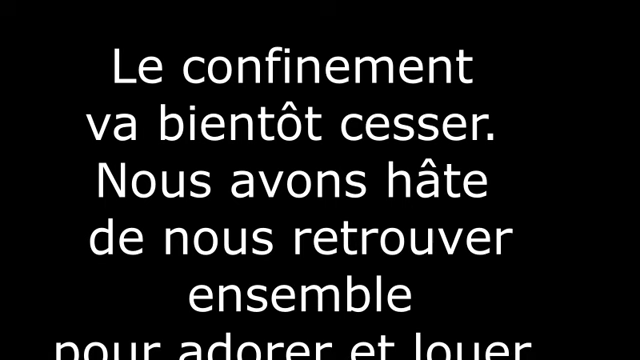 Le confinement
va bientôt cesser.
Nous avons hâte
de nous retrouver
ensemble
pour adorer et louer